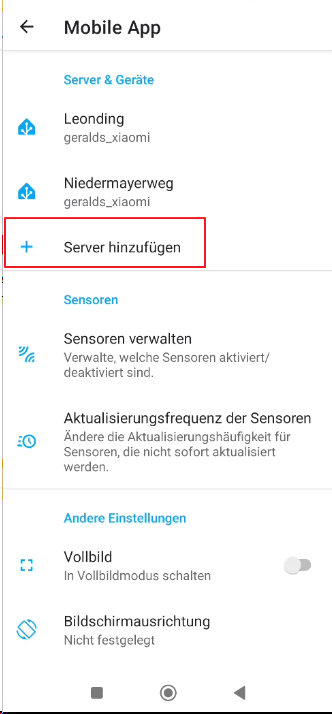 Mobile App
Server & Geräte
Leonding
geralds_xiaomi
Niedermayerweg
geralds_xiaomi
Server hinzufügen
Sensoren
Sensoren verwalten
Verwalte, welche Sensoren aktiviert/
deaktiviert sind.
Aktualisierungsfrequenz der Sensoren
Ändere die Aktualisierungshäufigkeit für
Sensoren, die nicht sofort aktualisiert
werden.
Andere Einstellungen
Vollbild
In Vollbildmodus schalten
Bildschirmausrichtung
Nicht festgelegt